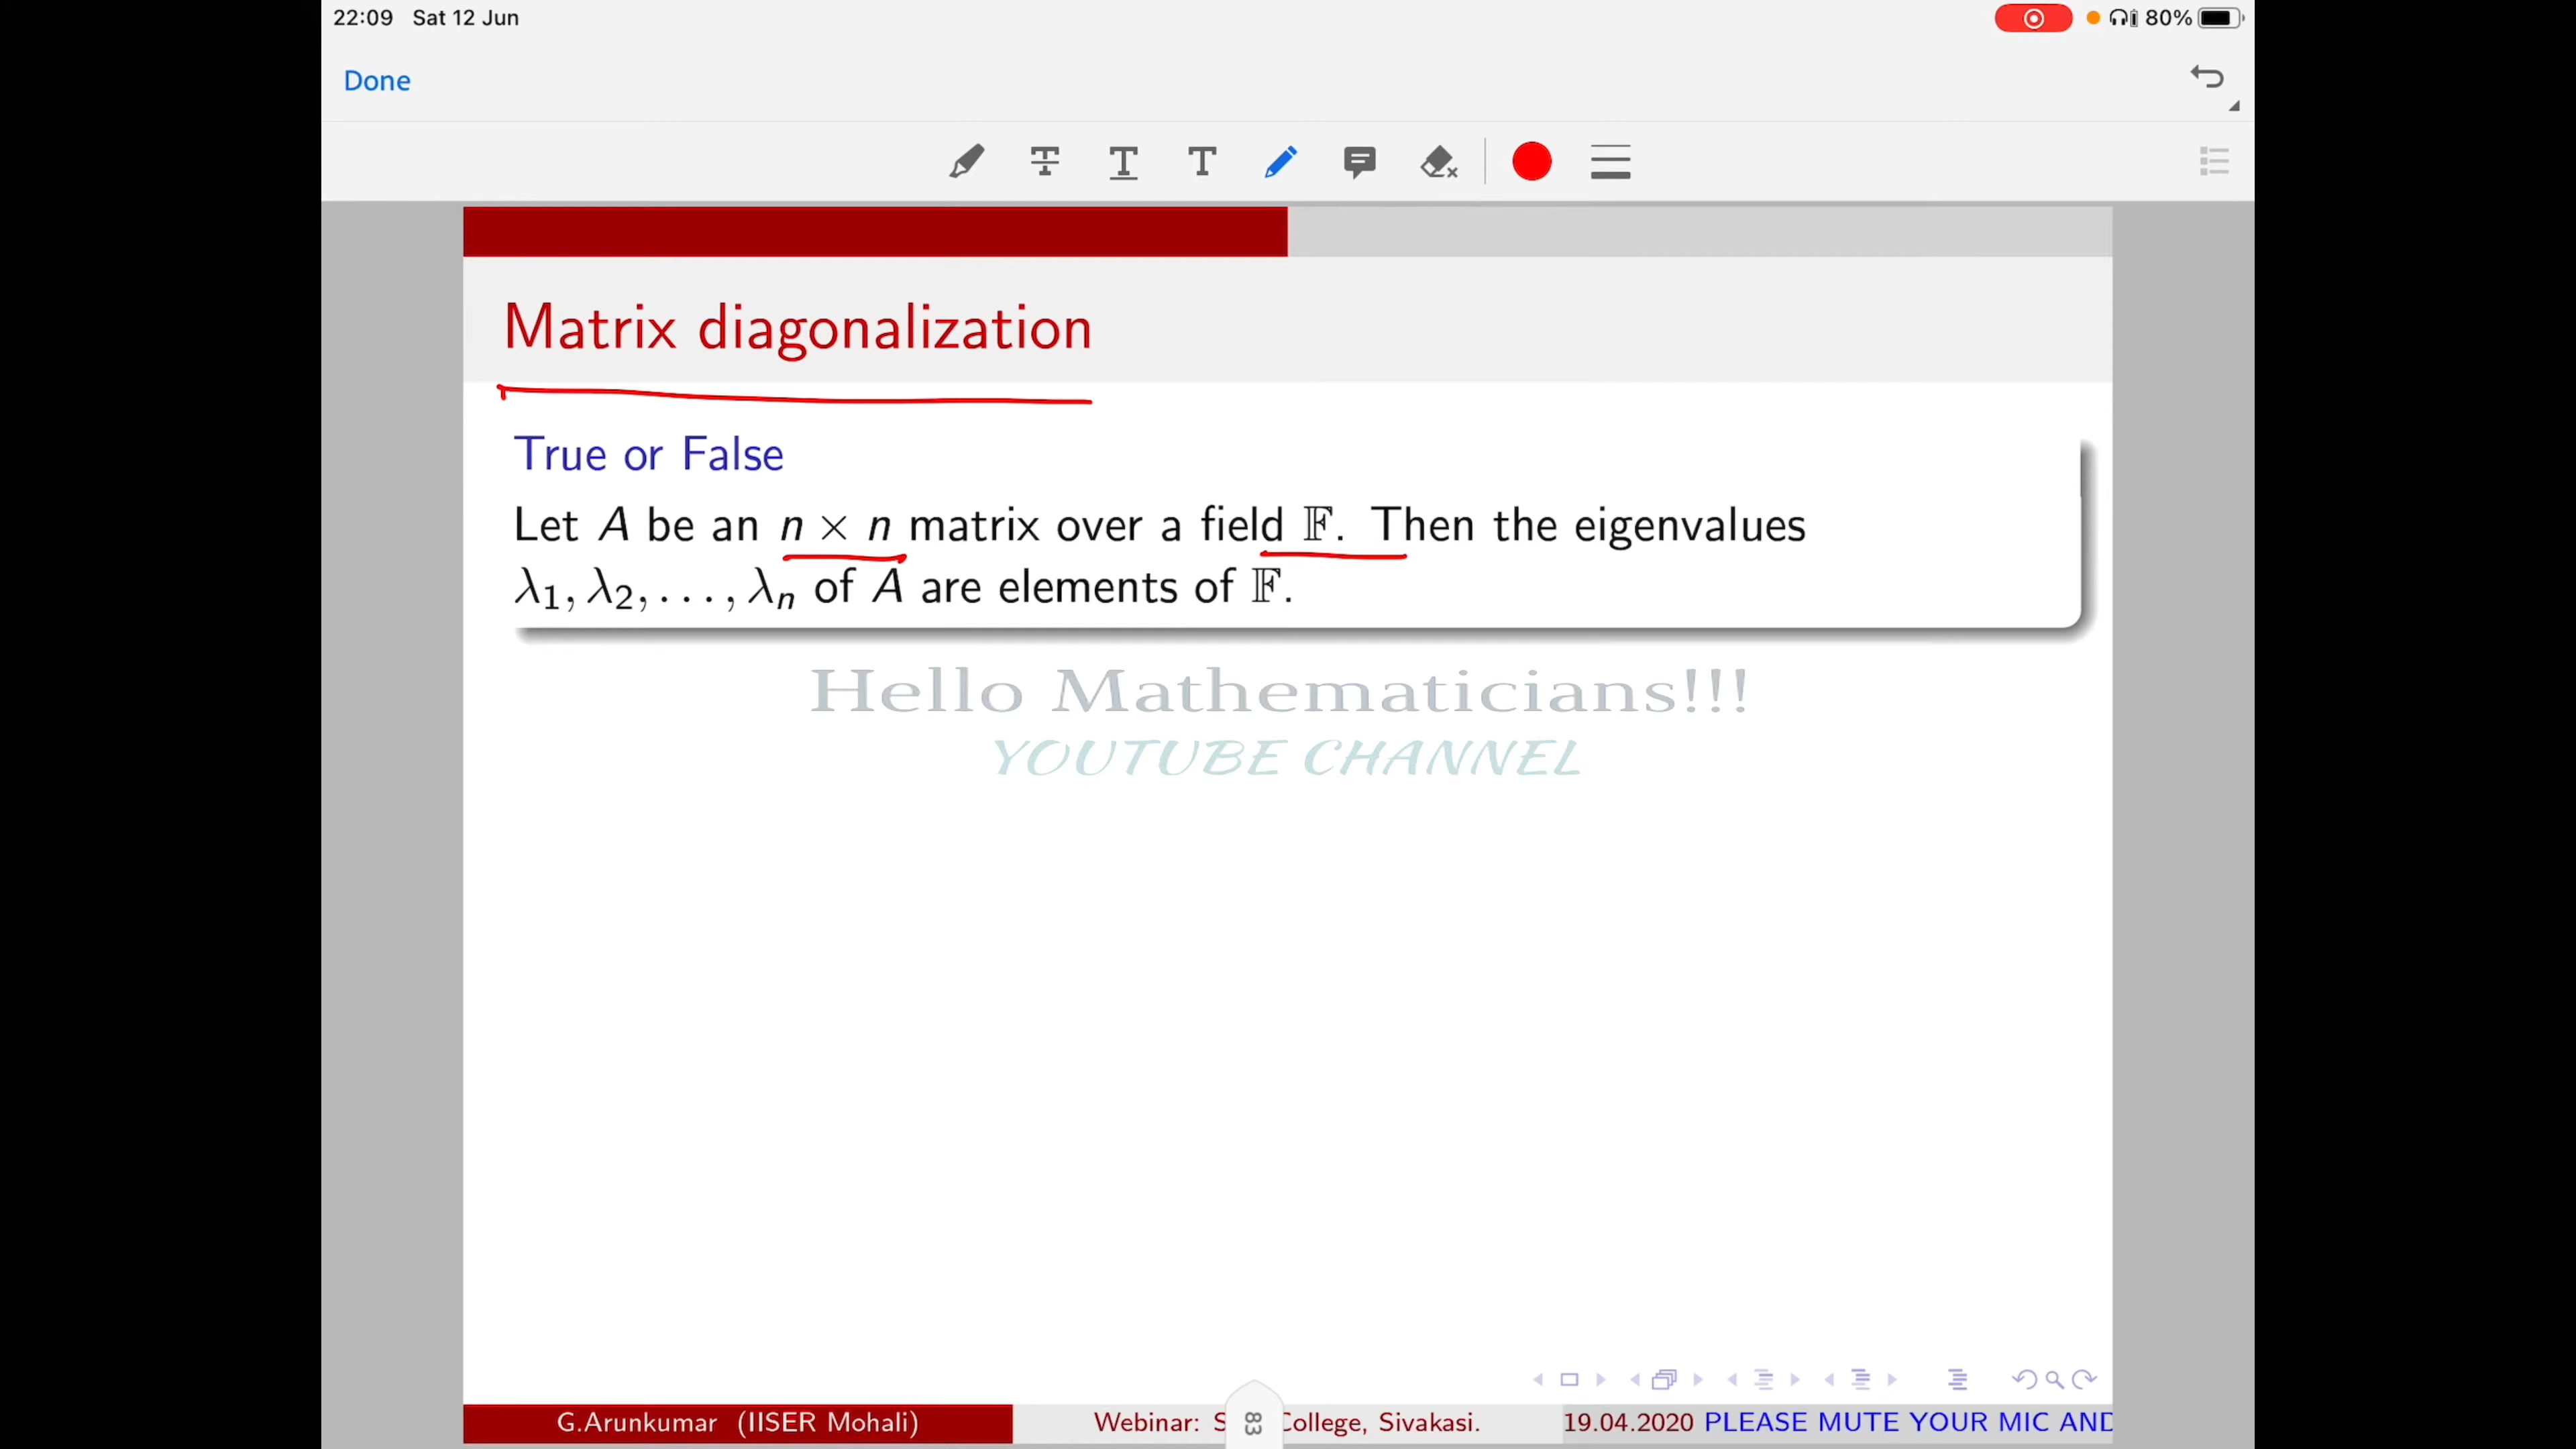 22:09 Sat 12 Jun
80%
Done
Matrix diagonalization
True or False
Let A be an n × n matrix over a field 𝔽. Then the eigenvalues
λ₁, λ₂, . . . , λₙ of A are elements of 𝔽.
Hello Mathematicians!!!
YOUTUBE CHANNEL
G.Arunkumar (IISER Mohali)
Webinar: S
83
College, Sivakasi.
19.04.2020 PLEASE MUTE YOUR MIC AND